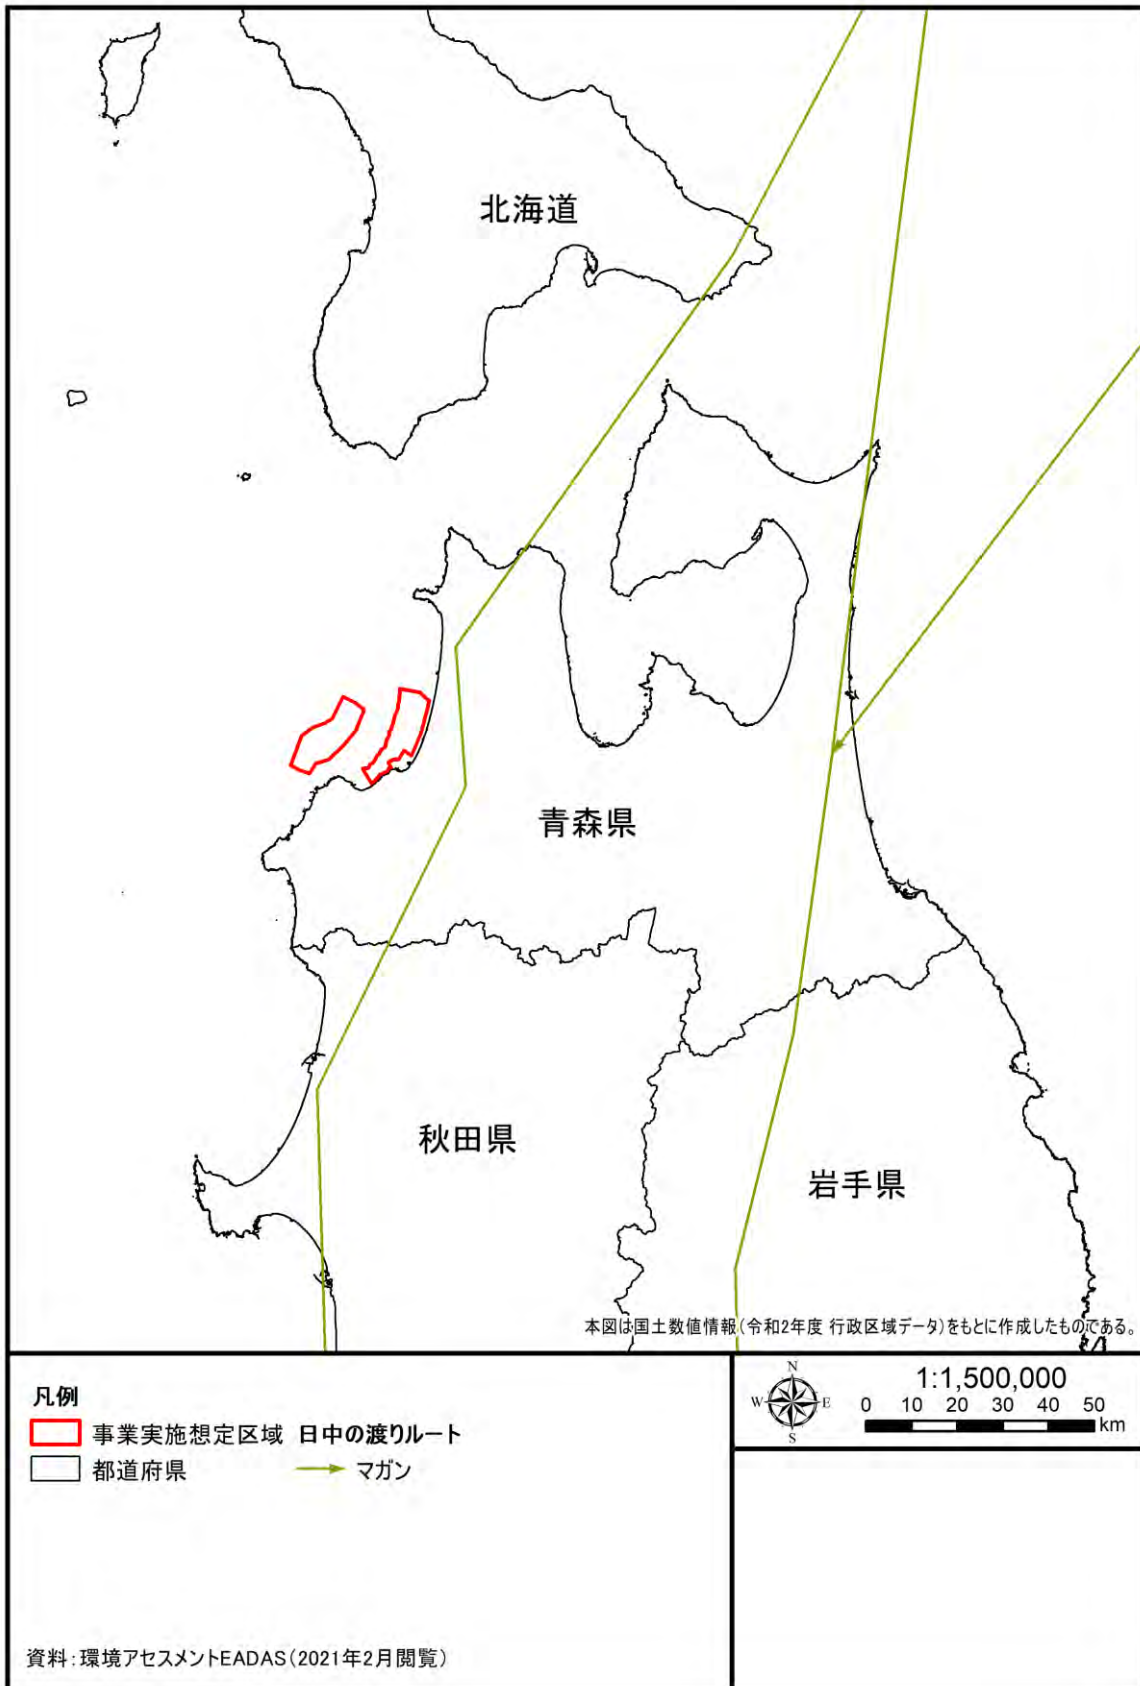 北海道
青森県
秋田県
岩手県
本図は国土数値情報(令和2年度 行政区域データ)をもとに作成したものである。
凡例
事業実施想定区域 日中の渡りルート
都道府県 マガン
N
W E
S
1:1,500,000
0 10 20 30 40 50
km
資料:環境アセスメントEADAS(2021年2月閲覧)